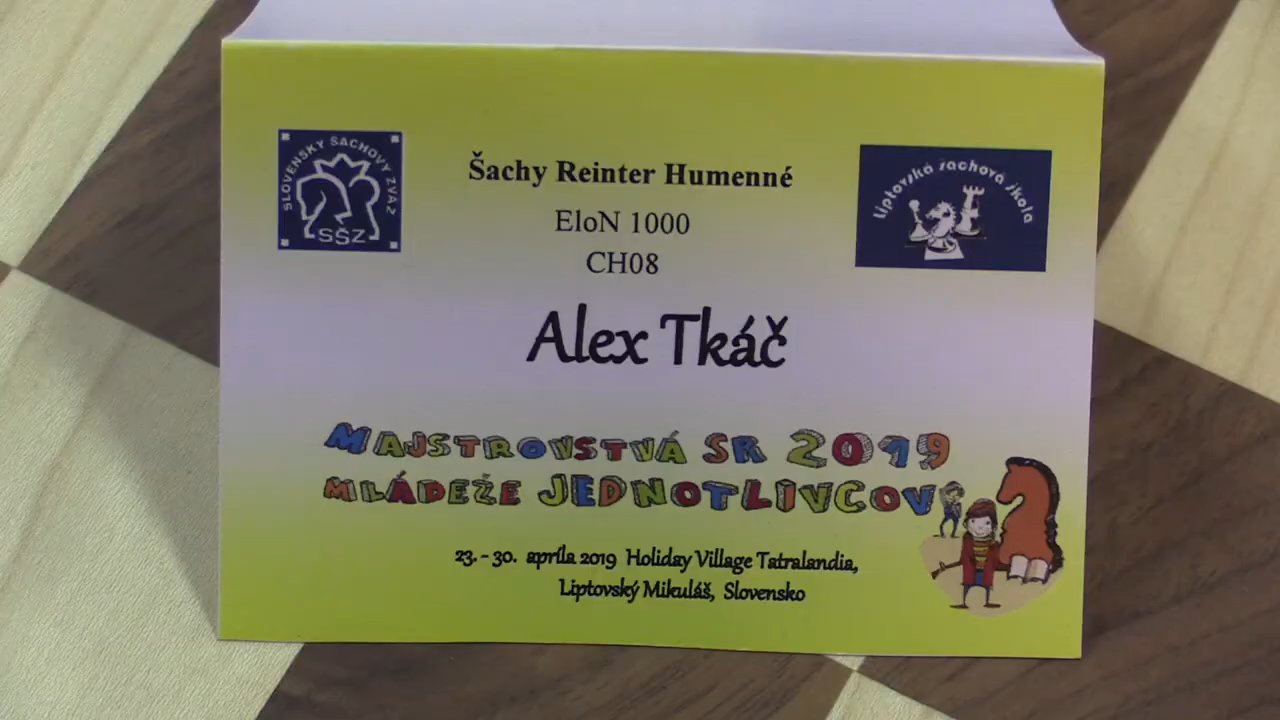 SLOVENSKÝ ŠACHOVÝ ZVÄZ
SŠZ
Šachy Reinter Humenné
EloN 1000
CH08
Liptovská šachová škola
Alex Tkáč
MAJSTROVSTVÁ SR 2019
MLÁDEŽE JEDNOTLIVCOV
23. - 30. apríla 2019 Holiday Village Tatralandia,
Liptovský Mikuláš, Slovensko